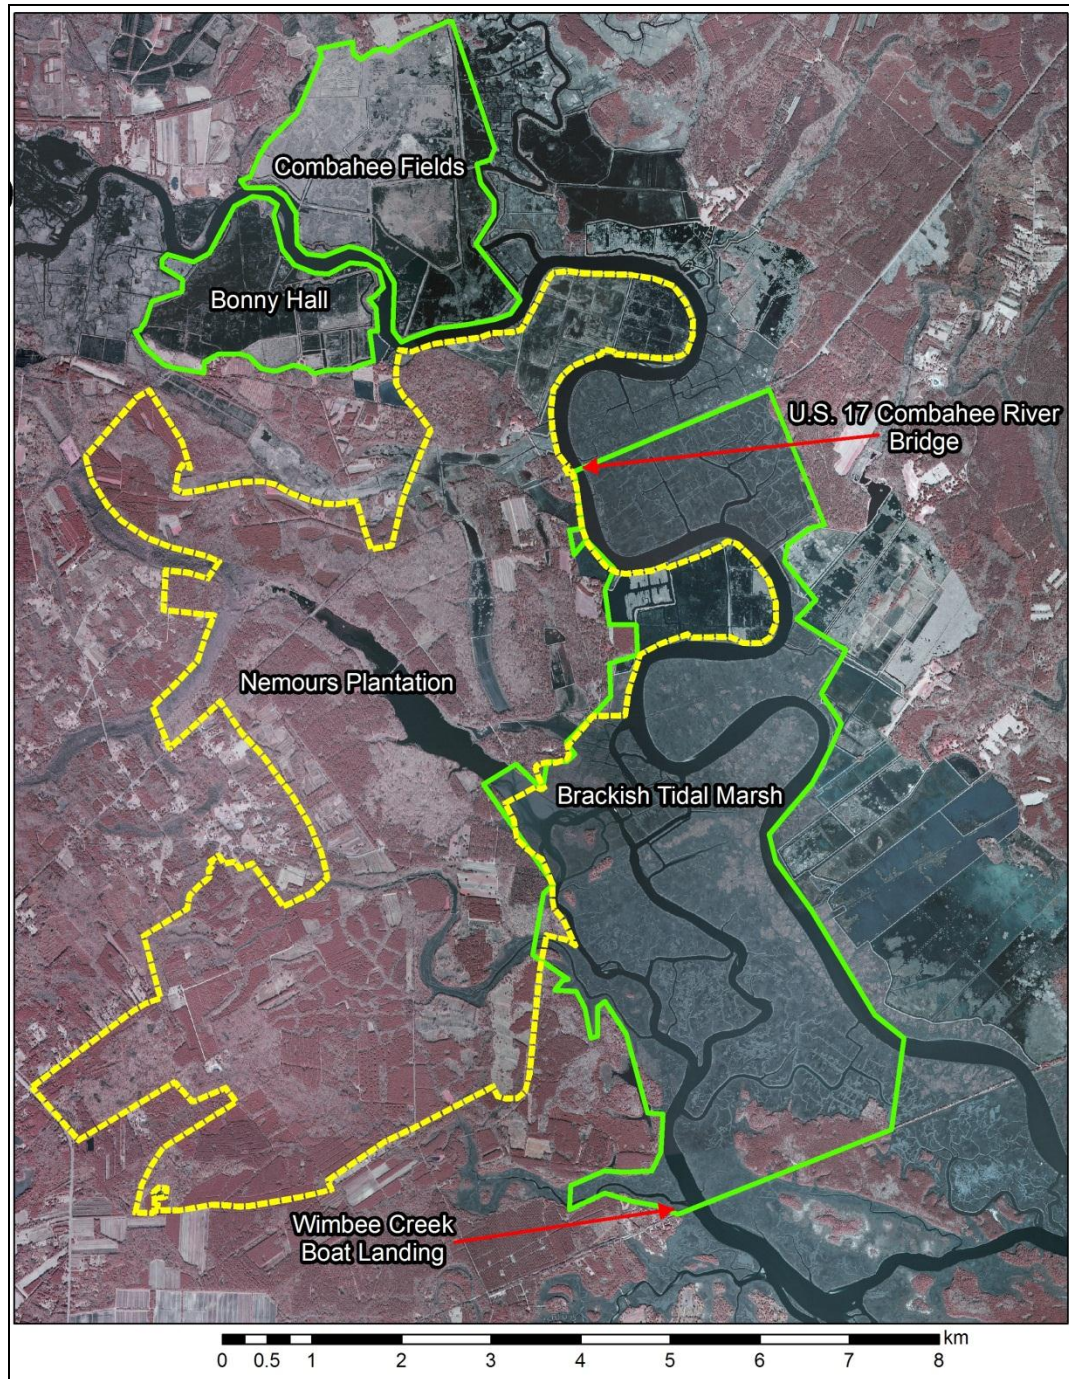 Combahee Fields
Bonny Hall
U.S. 17 Combahee River
Bridge
Nemours Plantation
Brackish Tidal Marsh
Wimbee Creek
Boat Landing
km
0 0.5 1 2 3 4 5 6 7 8